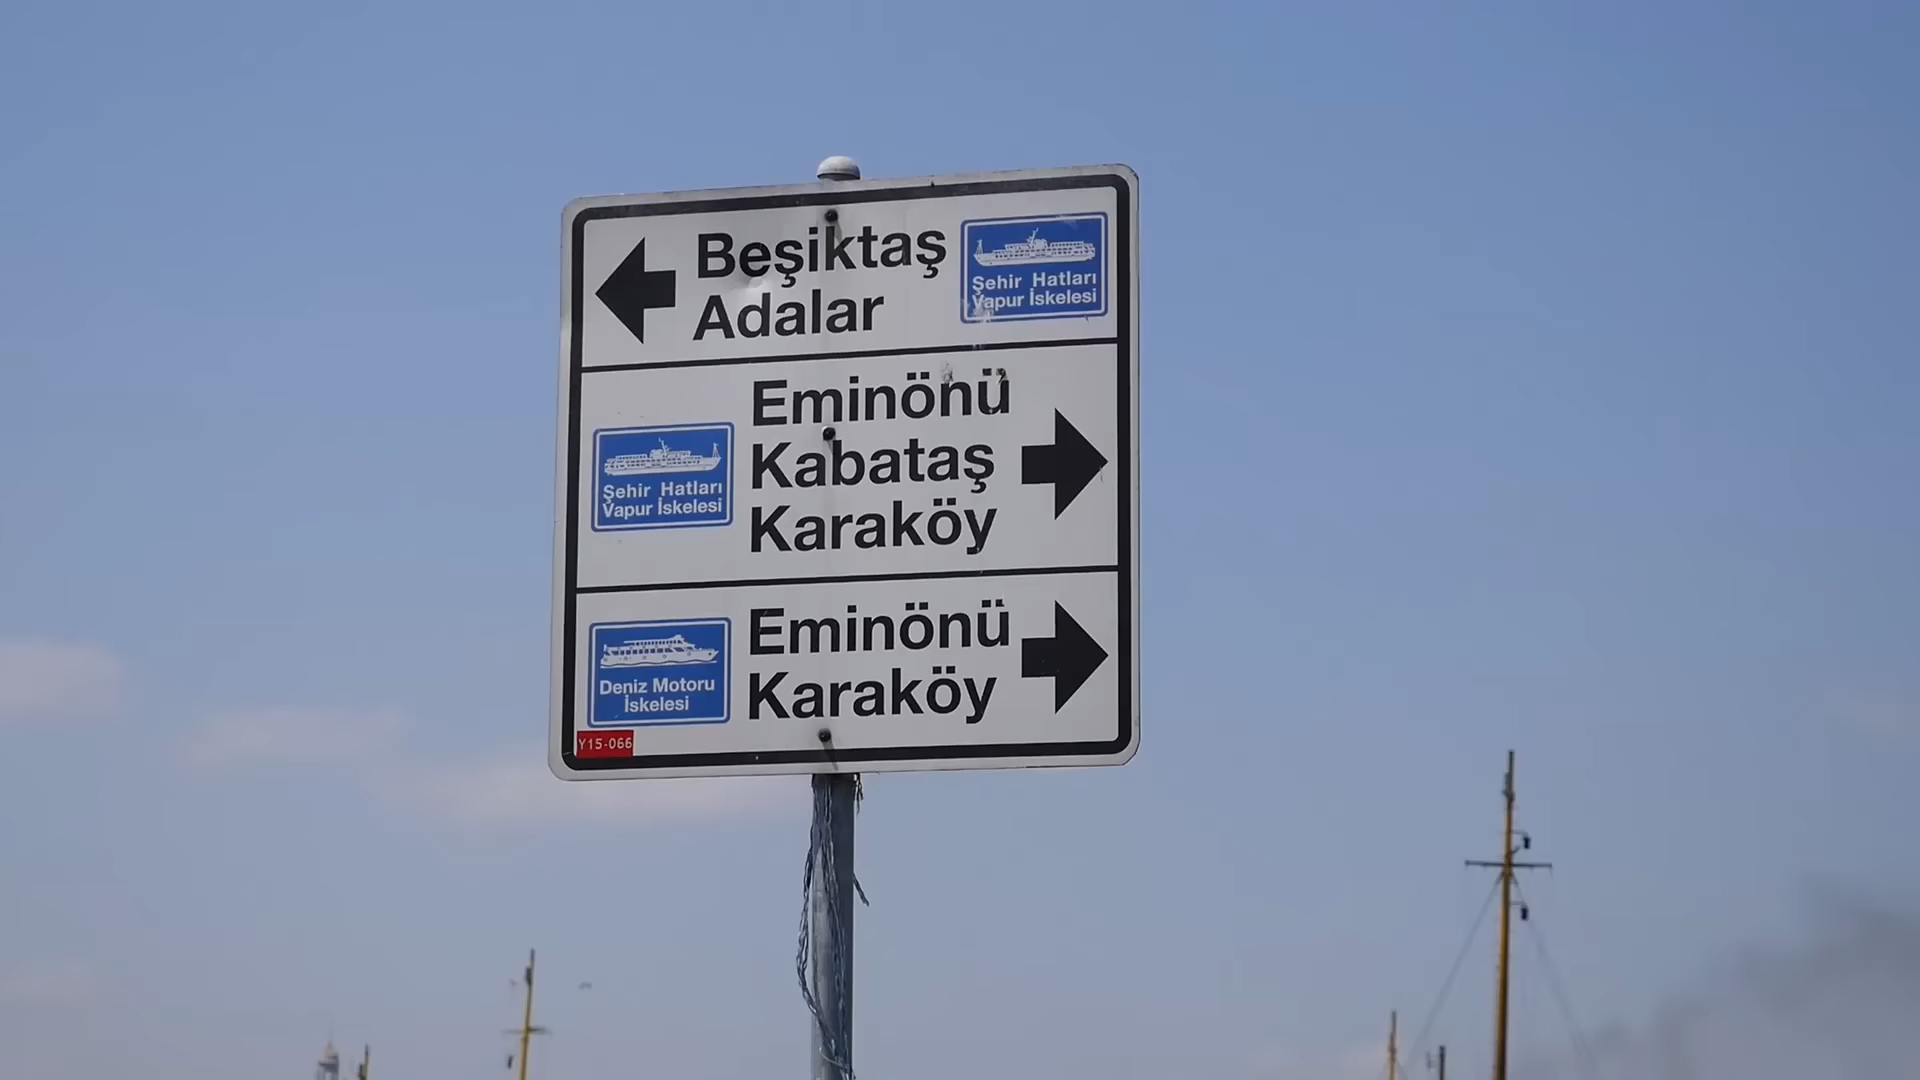 Beşiktaş
Adalar
Şehir Hatları
Vapur İskelesi
Şehir Hatları
Vapur İskelesi
Eminönü
Kabataş
Karaköy
Deniz Motoru
İskelesi
Eminönü
Karaköy
Y15-066